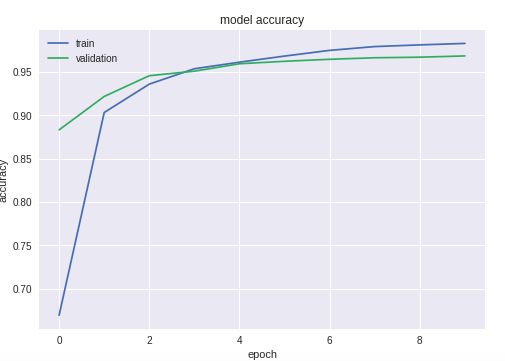 model accuracy
train
validation
0.95
0.90
0.85
0.80
0.75
0.70
accuracy
0 2 4 6 8
epoch